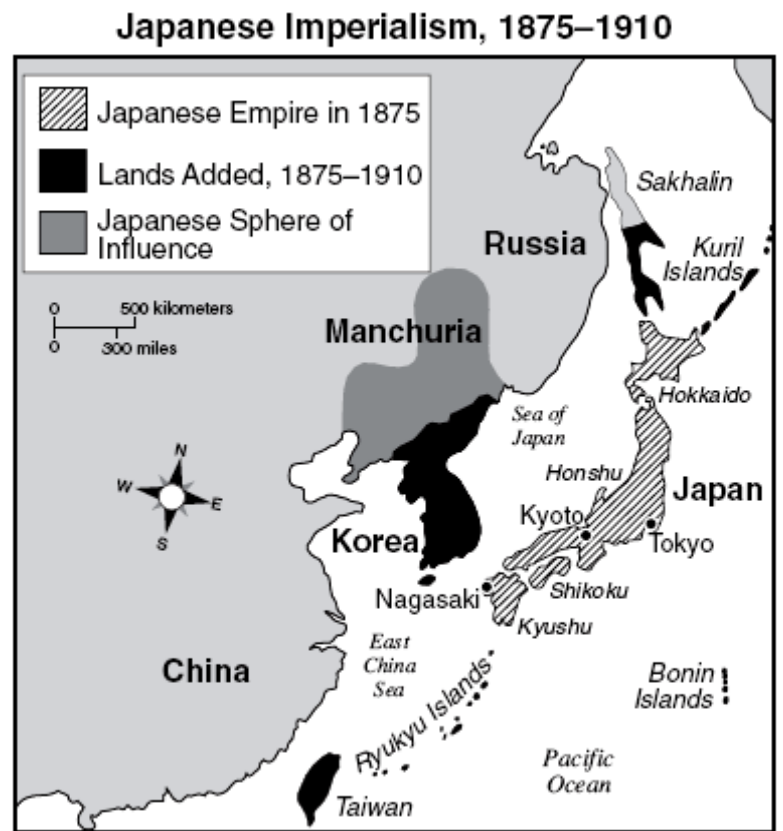 Japanese Imperialism, 1875–1910
Japanese Empire in 1875
Lands Added, 1875–1910
Japanese Sphere of
Influence
0 500 kilometers
0 300 miles
N
W
E
S
Russia
Sakhalin
Kuril
Islands
Manchuria
Hokkaido
Sea of
Japan
Honshu
Japan
Kyoto
Tokyo
Korea
Nagasaki
Shikoku
Kyushu
East
China
Sea
China
Ryukyu Islands
Bonin
Islands
Pacific
Ocean
Taiwan